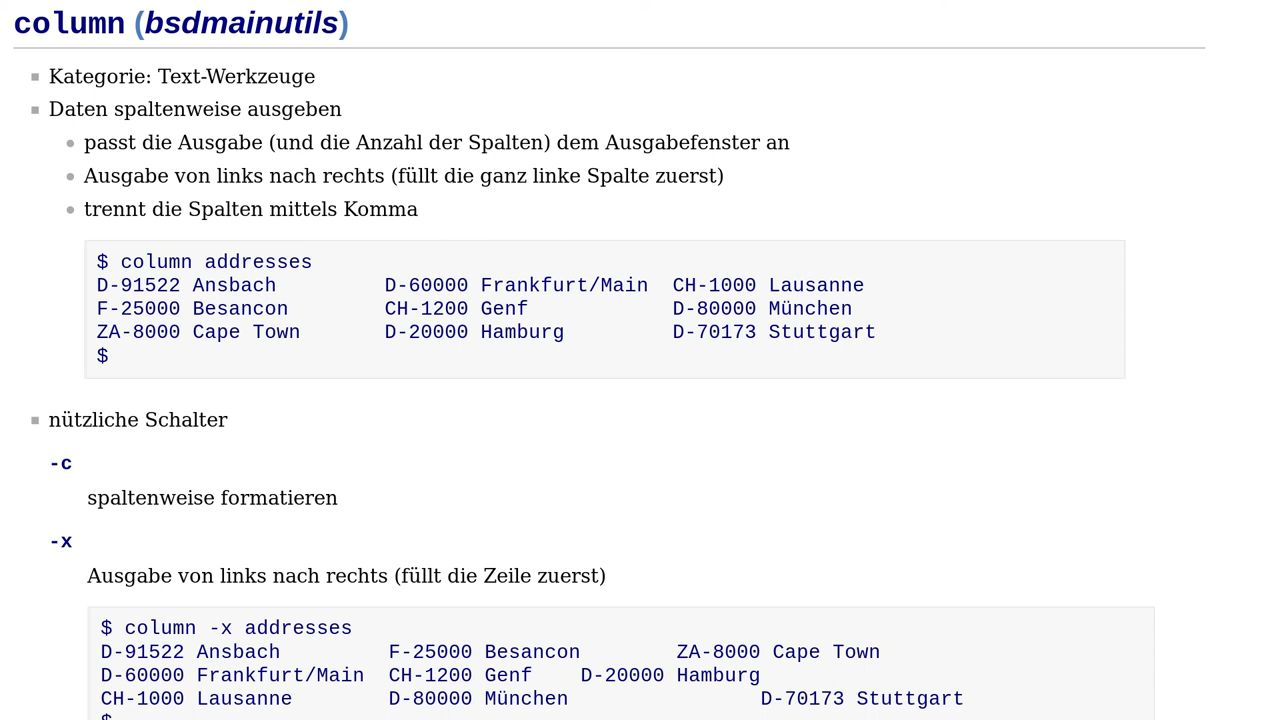 column (bsdmainutils)
Kategorie: Text-Werkzeuge
Daten spaltenweise ausgeben
passt die Ausgabe (und die Anzahl der Spalten) dem Ausgabefenster an
Ausgabe von links nach rechts (füllt die ganz linke Spalte zuerst)
trennt die Spalten mittels Komma
$ column addresses
D-91522 Ansbach         D-60000 Frankfurt/Main  CH-1000 Lausanne
F-25000 Besancon        CH-1200 Genf            D-80000 München
ZA-8000 Cape Town       D-20000 Hamburg         D-70173 Stuttgart
$
nützliche Schalter
-c
spaltenweise formatieren
-x
Ausgabe von links nach rechts (füllt die Zeile zuerst)
$ column -x addresses
D-91522 Ansbach         F-25000 Besancon        ZA-8000 Cape Town
D-60000 Frankfurt/Main  CH-1200 Genf    D-20000 Hamburg
CH-1000 Lausanne        D-80000 München                D-70173 Stuttgart
$